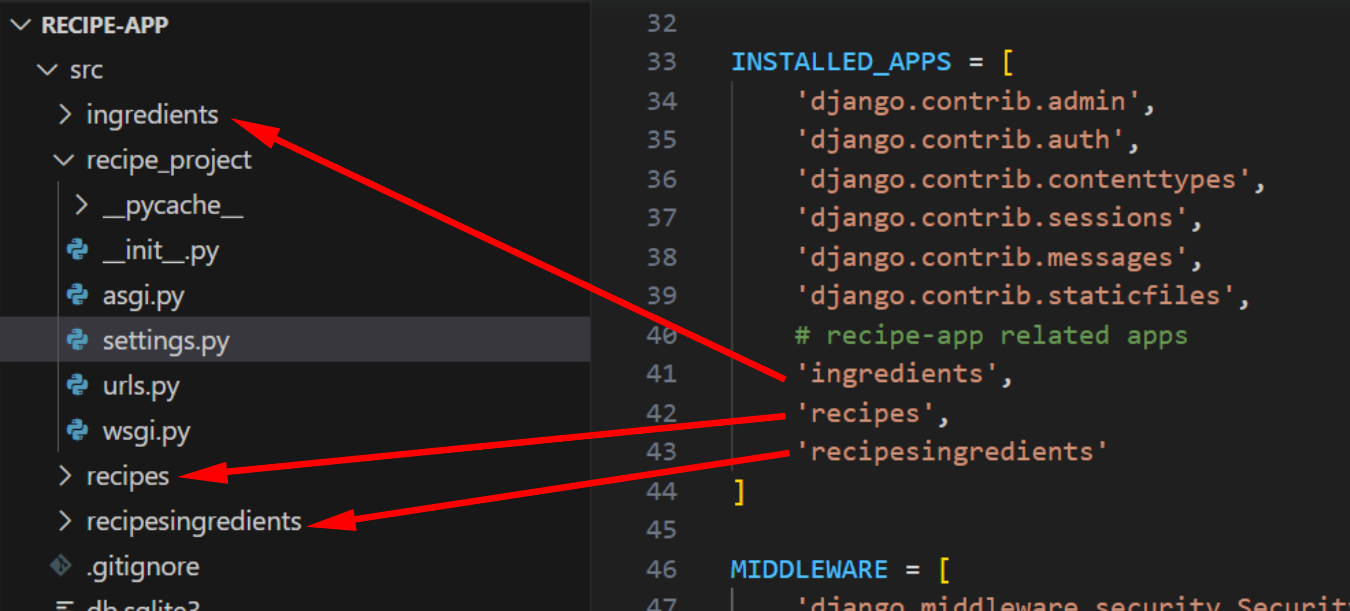 RECIPE-APP
src
ingredients
recipe_project
__pycache__
__init__.py
asgi.py
settings.py
urls.py
wsgi.py
recipes
recipesingredients
.gitignore
db.sqlite3
32
33 INSTALLED_APPS = [
34 'django.contrib.admin',
35 'django.contrib.auth',
36 'django.contrib.contenttypes',
37 'django.contrib.sessions',
38 'django.contrib.messages',
39 'django.contrib.staticfiles',
40 # recipe-app related apps
41 'ingredients',
42 'recipes',
43 'recipesingredients'
44 ]
45
46 MIDDLEWARE = [
47 'django.middleware.security.Securit